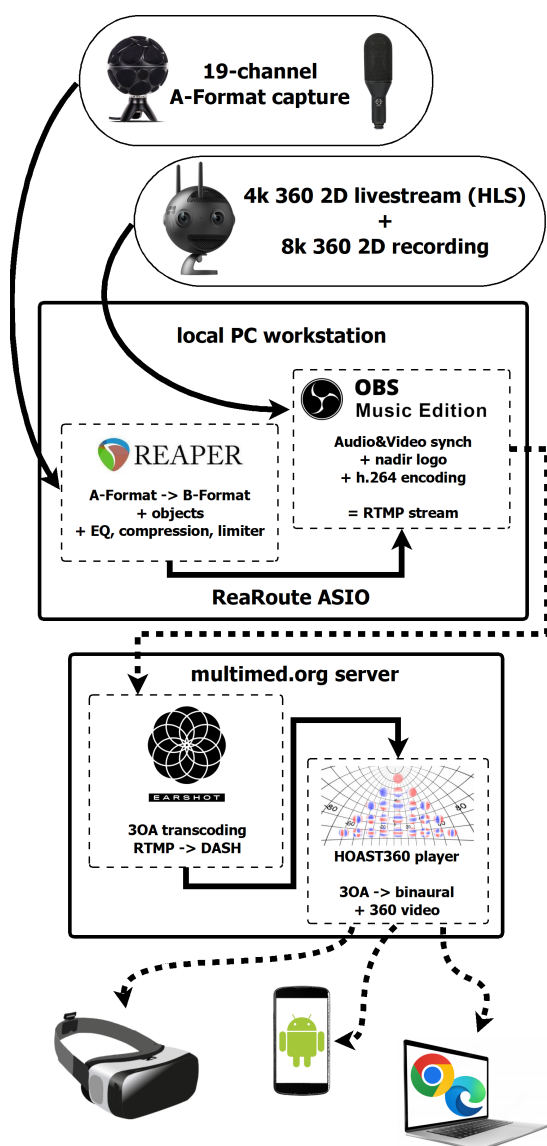 19-channel
A-Format capture
4k 360 2D livestream (HLS)
+
8k 360 2D recording
local PC workstation
OBS
Music Edition
Audio&Video synch
+ nadir logo
+ h.264 encoding
= RTMP stream
REAPER
A-Format -> B-Format
+ objects
+ EQ, compression, limiter
ReaRoute ASIO
multimed.org server
EARSHOT
3OA transcoding
RTMP -> DASH
80
HOAST360 player
3OA -> binaural
+ 360 video